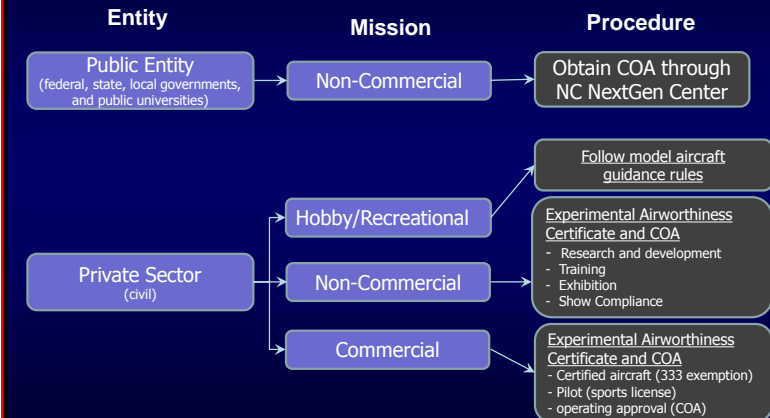 Entity
Mission
Procedure
Public Entity
(federal, state, local governments,
and public universities)
Non-Commercial
Obtain COA through
NC NextGen Center
Follow model aircraft
guidance rules
Hobby/Recreational
Experimental Airworthiness
Certificate and COA
- Research and development
- Training
- Exhibition
- Show Compliance
Private Sector
(civil)
Non-Commercial
Commercial
Experimental Airworthiness
Certificate and COA
- Certified aircraft (333 exemption)
- Pilot (sports license)
- operating approval (COA)